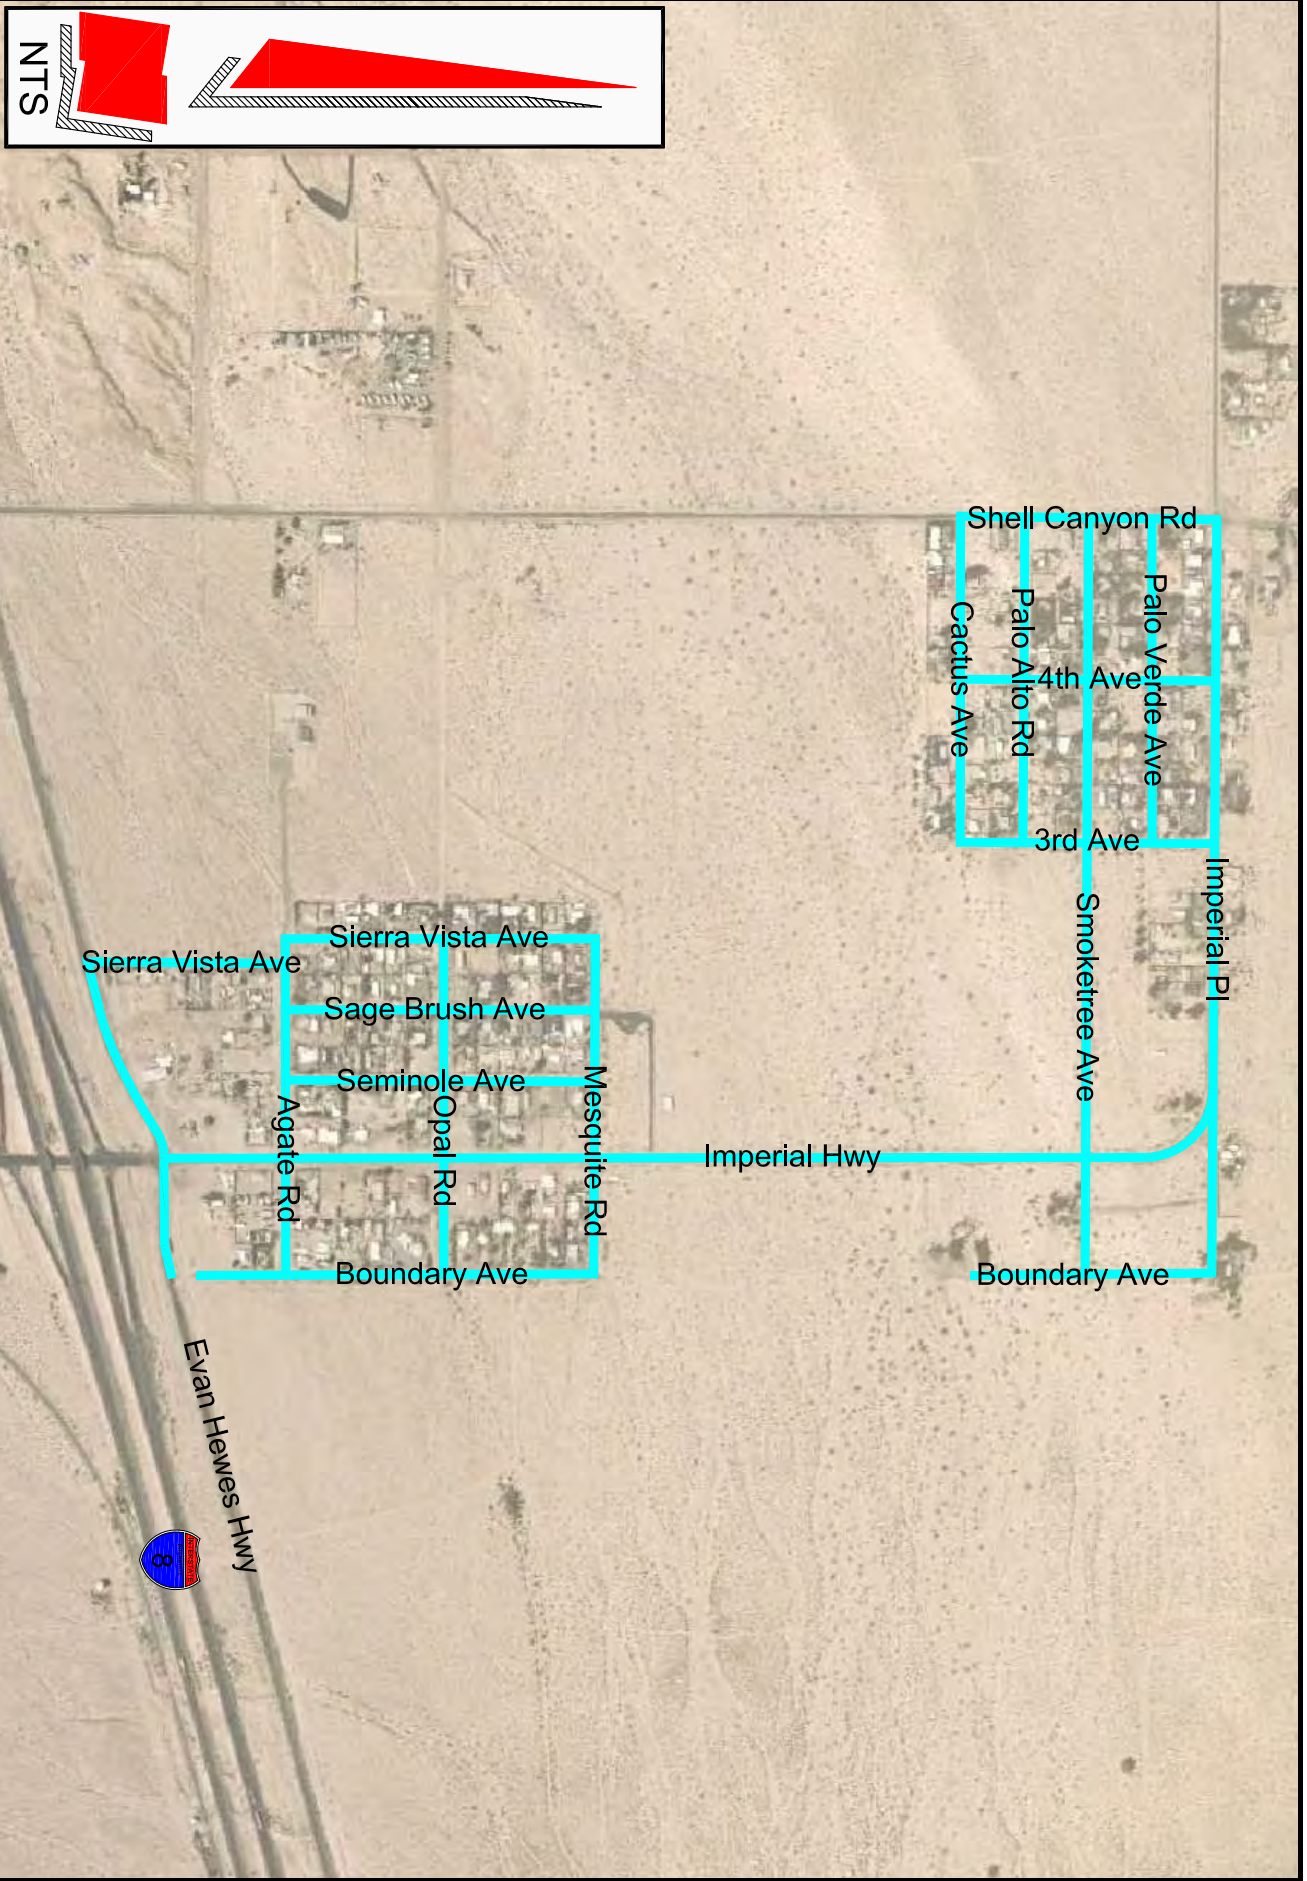 NTS
Shell Canyon Rd
Palo Verde Ave
Palo Alto Rd
Cactus Ave
4th Ave
3rd Ave
Imperial Pl
Smoketree Ave
Sierra Vista Ave
Sierra Vista Ave
Sage Brush Ave
Seminole Ave
Mesquite Rd
Opal Rd
Agate Rd
Imperial Hwy
Boundary Ave
Boundary Ave
Evan Hewes Hwy
INTERSTATE
8